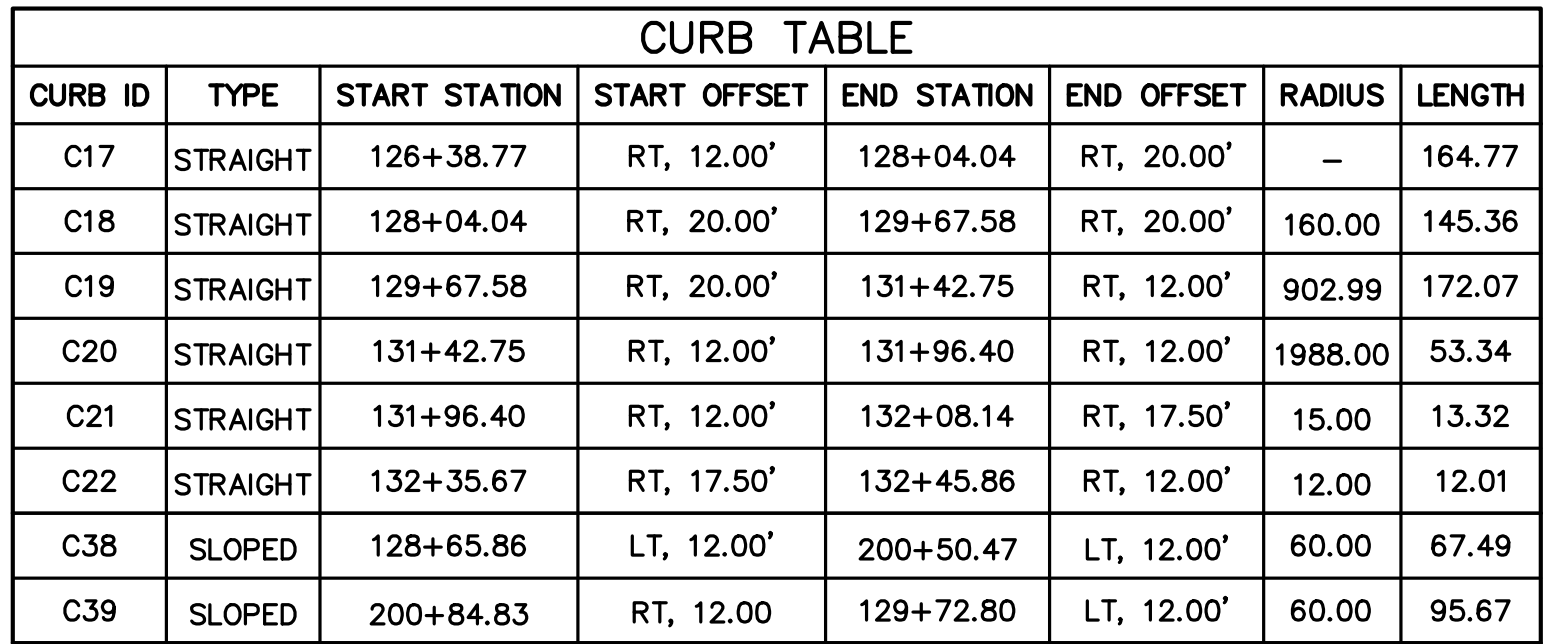 CURB TABLE
CURB ID TYPE START STATION START OFFSET END STATION END OFFSET RADIUS LENGTH
C17 STRAIGHT 126+38.77 RT, 12.00' 128+04.04 RT, 20.00' – 164.77
C18 STRAIGHT 128+04.04 RT, 20.00' 129+67.58 RT, 20.00' 160.00 145.36
C19 STRAIGHT 129+67.58 RT, 20.00' 131+42.75 RT, 12.00' 902.99 172.07
C20 STRAIGHT 131+42.75 RT, 12.00' 131+96.40 RT, 12.00' 1988.00 53.34
C21 STRAIGHT 131+96.40 RT, 12.00' 132+08.14 RT, 17.50' 15.00 13.32
C22 STRAIGHT 132+35.67 RT, 17.50' 132+45.86 RT, 12.00' 12.00 12.01
C38 SLOPED 128+65.86 LT, 12.00' 200+50.47 LT, 12.00' 60.00 67.49
C39 SLOPED 200+84.83 RT, 12.00 129+72.80 LT, 12.00' 60.00 95.67